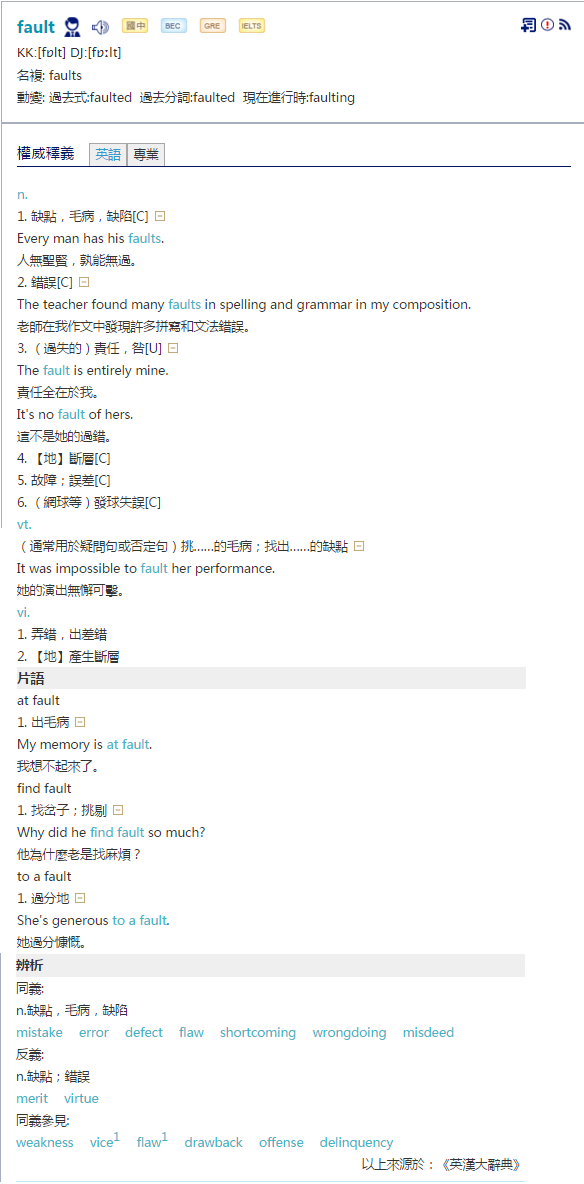 fault 國中 BEC GRE IELTS
KK:[fɒlt] DJ:[fɒːlt]
名複: faults
動變: 過去式:faulted 過去分詞:faulted 現在進行時:faulting
權威釋義 英語 專業
n.
1. 缺點，毛病，缺陷[C]
Every man has his faults.
人無聖賢，孰能無過。
2. 錯誤[C]
The teacher found many faults in spelling and grammar in my composition.
老師在我作文中發現許多拼寫和文法錯誤。
3.（過失的）責任，咎[U]
The fault is entirely mine.
責任全在於我。
It's no fault of hers.
這不是她的過錯。
4. 【地】斷層[C]
5. 故障；誤差[C]
6.（網球等）發球失誤[C]
vt.
（通常用於疑問句或否定句）挑……的毛病；找出……的缺點
It was impossible to fault her performance.
她的演出無懈可擊。
vi.
1. 弄錯，出差錯
2. 【地】產生斷層
片語
at fault
1. 出毛病
My memory is at fault.
我想不起來了。
find fault
1. 找岔子；挑剔
Why did he find fault so much?
他為什麼老是找麻煩？
to a fault
1. 過分地
She's generous to a fault.
她過分慷慨。
辨析
同義:
n.缺點，毛病，缺陷
mistake error defect flaw shortcoming wrongdoing misdeed
反義:
n.缺點；錯誤
merit virtue
同義參見:
weakness vice1 flaw1 drawback offense delinquency
以上來源於：《英漢大辭典》